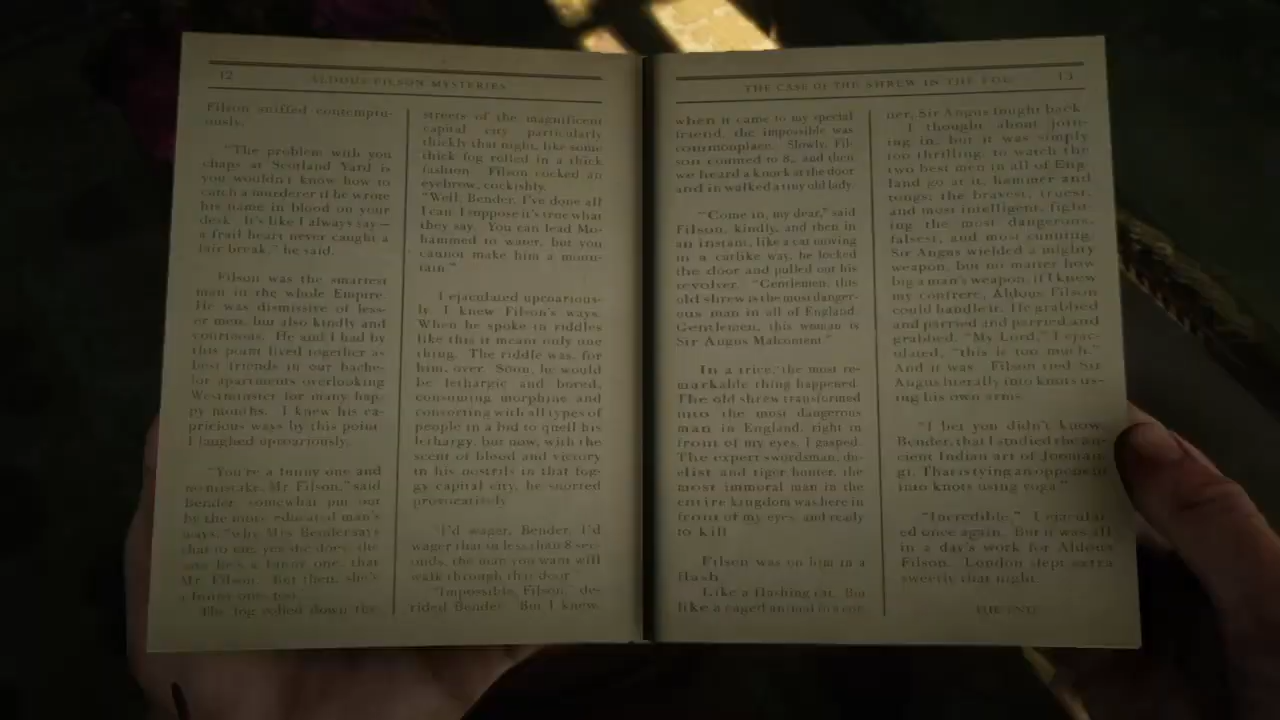 12
ALDOUS FILSON MYSTERIES
Filson sniffed contemptu-
ously.
"The problem with you
chaps at Scotland Yard is
you wouldn't know how to
catch a murderer if he wrote
his name in blood on your
desk. It's like I always say—
a frail heart never caught a
fair break," he said.
Filson was the smartest
man in the whole Empire.
He was dismissive of less-
er men, but also kindly and
courteous. He and I had by
this point lived together as
best friends in our bache-
lor apartments overlooking
Westminster for many hap-
py months. I knew his ca-
pricious ways by this point.
I laughed uproariously.
"You're a funny one and
no mistake, Mr Filson," said
Bender somewhat put out
by the more educated man's
ways, "why Mrs Bender says
that to me, yes she does, she
says he's a funny one, that
Mr. Filson. But then, she's
a funny one, too."
The fog rolled down the
streets of the magnificent
capital city particularly
thickly that night, like some
thick fog rolled in a thick
fashion. Filson cocked an
eyebrow, cockishly.
"Well, Bender, I've done all
I can I suppose it's true what
they say. You can lead Mo-
hammed to water, but you
cannot make him a moun-
tain."
I ejaculated uproarious-
ly. I knew Filson's ways.
When he spoke in riddles
like this it meant only one
thing. The riddle was, for
him, over. Soon, he would
be lethargic and bored,
consuming morphine and
consorting with all types of
people in a bid to quell his
lethargy, but now, with the
scent of blood and victory
in his nostrils in that fog-
gy capital city, he snorted
provocatively.
"I'd wager, Bender, I'd
wager that in less than 8 sec-
onds, the man you want will
walk through this door."
"Impossible, Filson," de-
rided Bender. But I knew,
THE CASE OF THE SHREW IN THE FOG
13
when it came to my special
friend, the impossible was
commonplace. Slowly, Fil-
son counted to 8, and then
we heard a knock at the door
and in walked a tiny old lady.
"Come in, my dear," said
Filson, kindly, and then in
an instant, like a cat moving
in a catlike way, he locked
the door and pulled out his
revolver. "Gentlemen, this
old shrew is the most danger-
ous man in all of England.
Gentlemen, this woman is
Sir Angus Malcontent."
In a trice, the most re-
markable thing happened.
The old shrew transformed
into the most dangerous
man in England, right in
front of my eyes. I gasped.
The expert swordsman, du-
elist and tiger hunter, the
most immoral man in the
entire kingdom was here in
front of my eyes, and ready
to kill.
Filson was on him in a
flash.
Like a flashing cat. But
like a caged animal in a cor-
ner, Sir Angus fought back.
I thought about join-
ing in, but it was simply
too thrilling, to watch the
two best men in all of Eng-
land go at it, hammer and
tongs; the bravest, truest,
and most intelligent, fight-
ing the most dangerous,
falsest, and most cunning.
Sir Angus wielded a mighty
weapon, but no matter how
big a man's weapon, if I knew
my confrere, Aldous Filson
could handle it. He grabbed
and parried and parried and
grabbed. "My Lord," I ejac-
ulated, "this is too much."
And it was. Filson tied Sir
Angus literally into knots us-
ing his own arms.
"I bet you didn't know,
Bender, that I studied the an-
cient Indian art of Jormun-
gi. That is tying an opponent
into knots using yoga."
"Incredible," I ejaculat-
ed once again. But it was all
in a day's work for Aldous
Filson. London slept extra
sweetly that night.
THE END